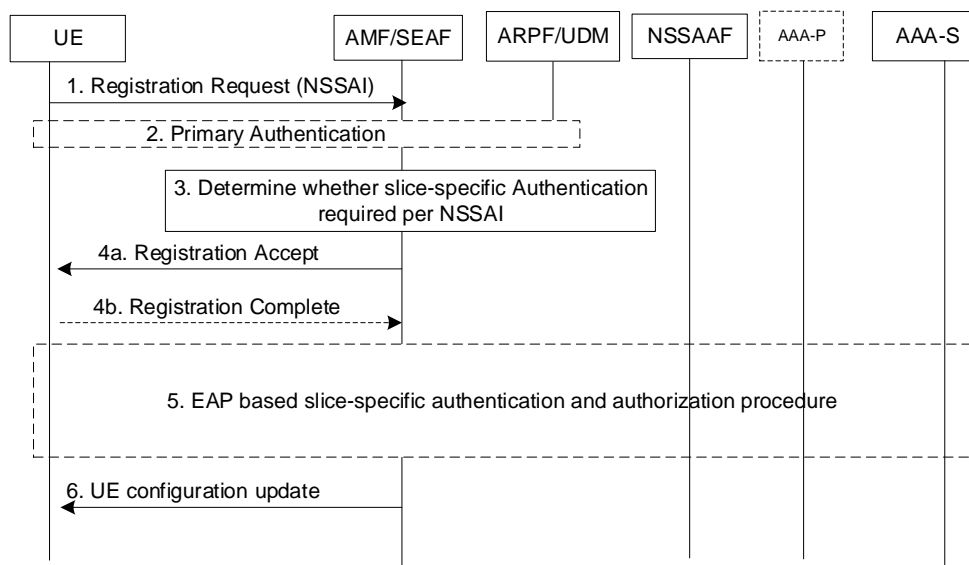 UE
AMF/SEAF
ARPF/UDM
NSSAAF
AAA-P
AAA-S
1. Registration Request (NSSAI)
2. Primary Authentication
3. Determine whether slice-specific Authentication
required per NSSAI
4a. Registration Accept
4b. Registration Complete
5. EAP based slice-specific authentication and authorization procedure
6. UE configuration update